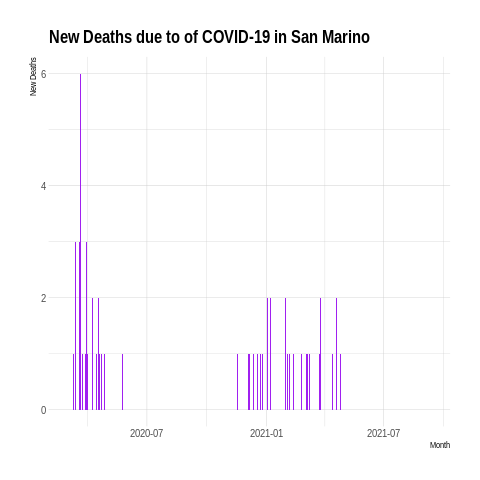 New Deaths due to of COVID-19 in San Marino
New Deaths
6
4
2
0
2020-07 2021-01 2021-07
Month